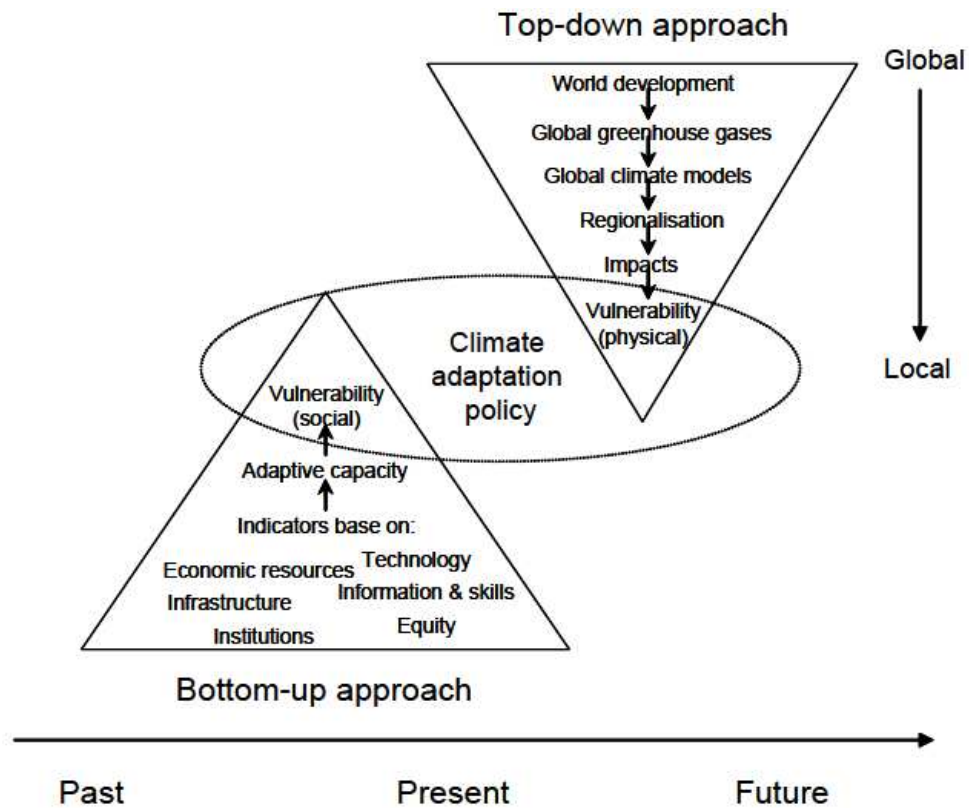 Top-down approach
Global
World development
Global greenhouse gases
Global climate models
Regionalisation
Impacts
Vulnerability
(physical)
Local
Climate
adaptation
policy
Vulnerability
(social)
Adaptive capacity
Indicators base on:
Economic resources
Technology
Infrastructure
Information & skills
Institutions
Equity
Bottom-up approach
Past
Present
Future